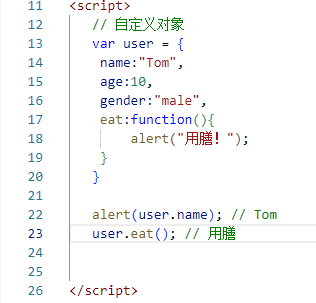 11 <script>
12 // 自定义对象
13 var user = {
14 name:"Tom",
15 age:10,
16 gender:"male",
17 eat:function(){
18 alert("用膳！");
19 }
20 }
21
22 alert(user.name); // Tom
23 user.eat(); // 用膳
24
25
26 </script>